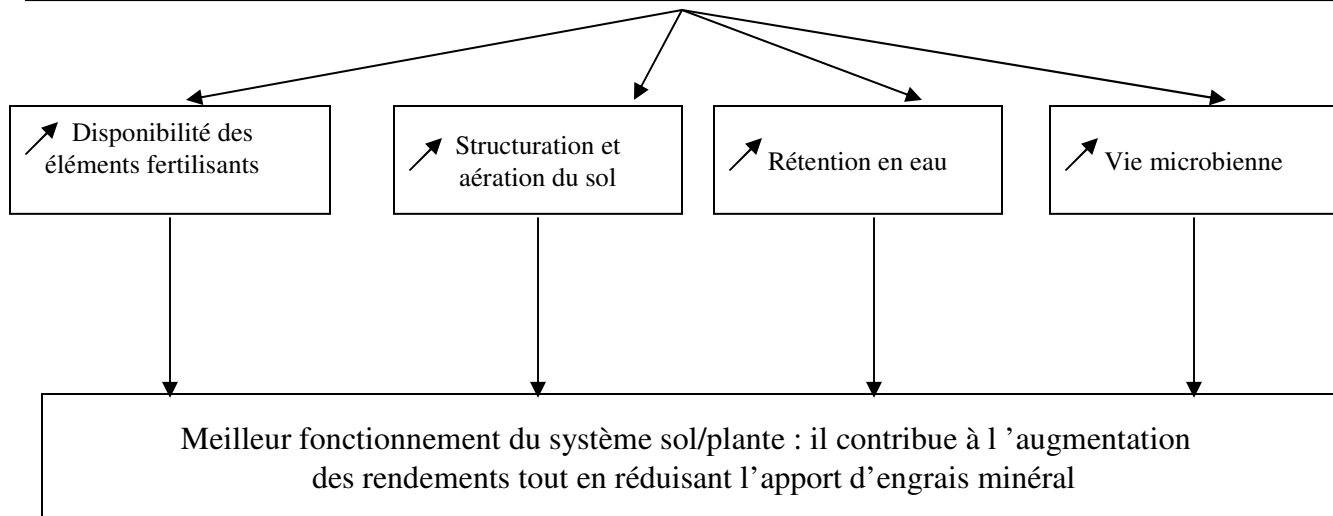 Disponibilité des
éléments fertilisants
Structuration et
aération du sol
Rétention en eau
Vie microbienne
Meilleur fonctionnement du système sol/plante : il contribue à l ’augmentation
des rendements tout en réduisant l’apport d’engrais minéral